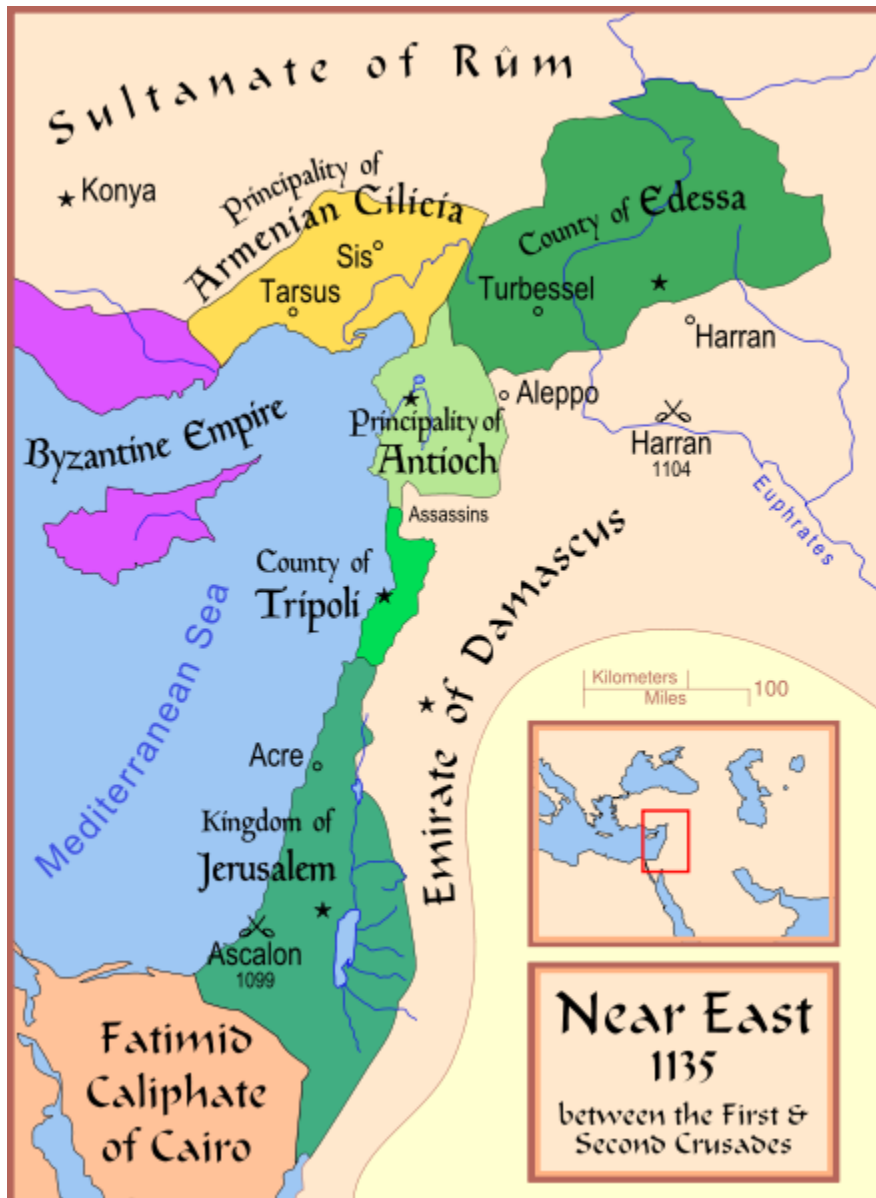 Sultanate of Rûm
Konya
Principality of
Armenian Cilicia
Sis
Tarsus
County of Edessa
Turbessel
Harran
Aleppo
Harran
1104
Euphrates
Byzantine Empire
Principality of
Antioch
Assassins
County of
Tripoli
Mediterranean Sea
Emirate of Damascus
Kilometers
Miles
100
Acre
Kingdom of
Jerusalem
Ascalon
1099
Fatimid
Caliphate
of Cairo
Near East
1135
between the First &
Second Crusades